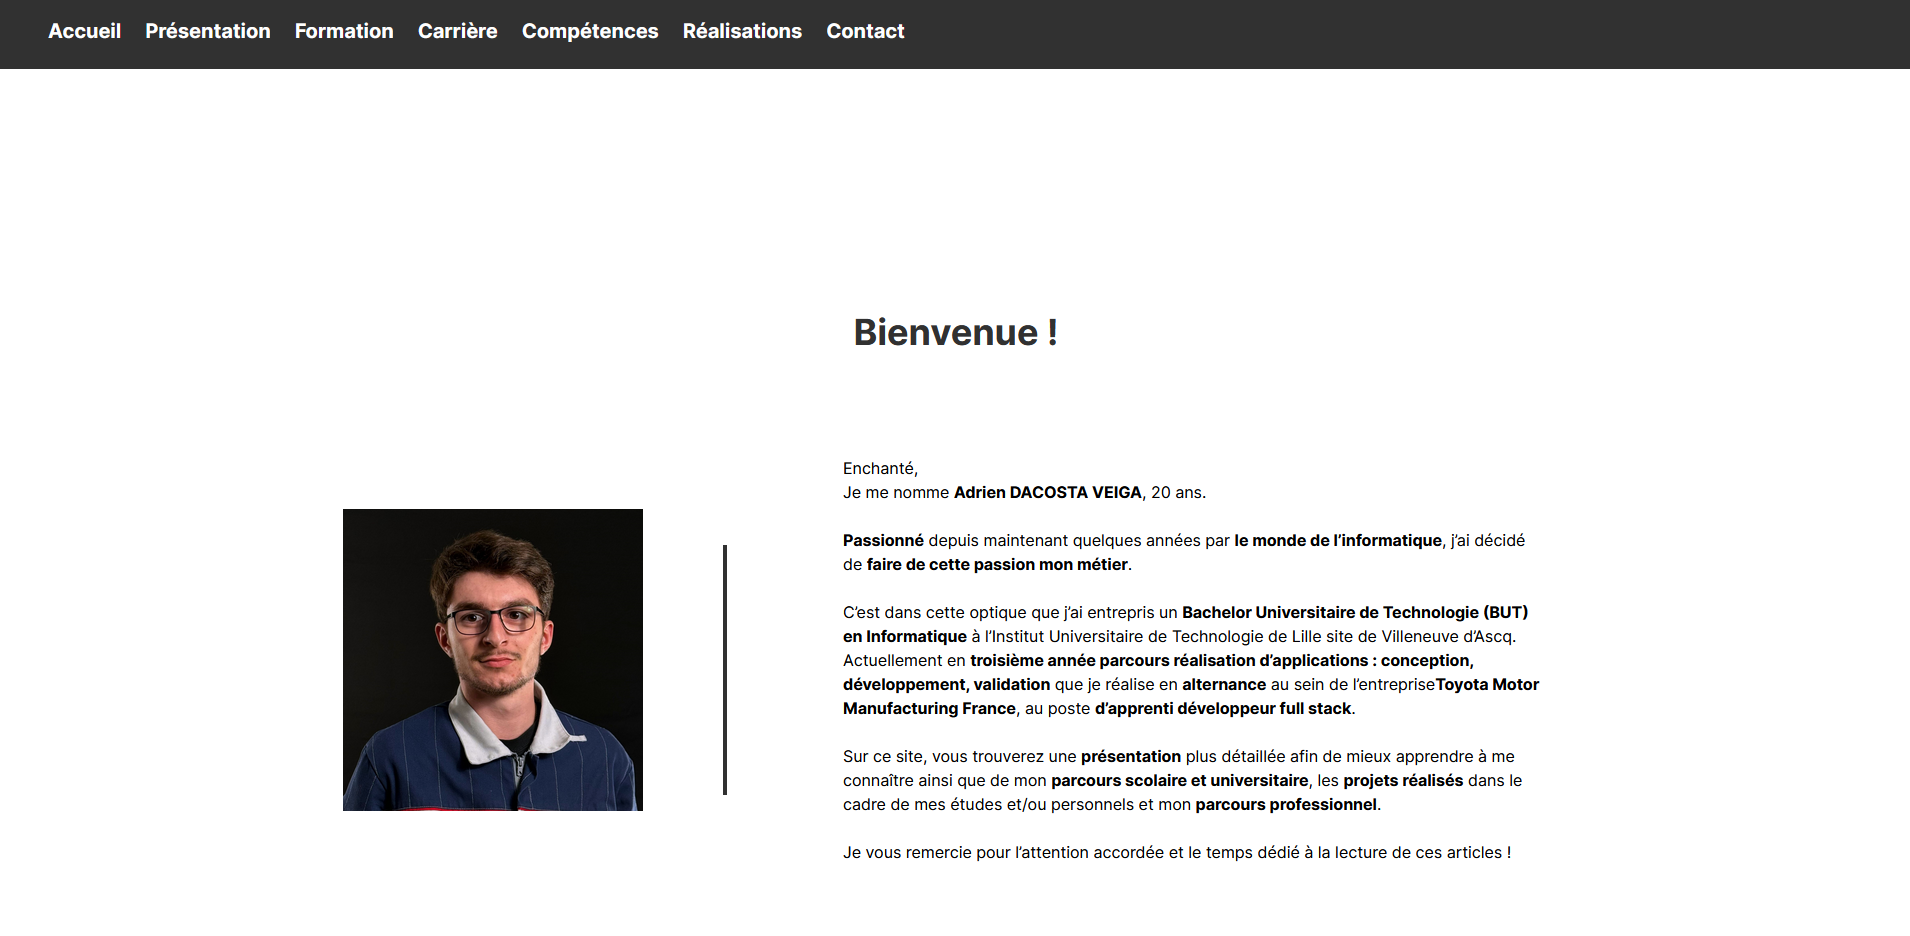 Accueil Présentation Formation Carrière Compétences Réalisations Contact
Bienvenue !
Enchanté,
Je me nomme Adrien DACOSTA VEIGA, 20 ans.
Passionné depuis maintenant quelques années par le monde de l’informatique, j’ai décidé
de faire de cette passion mon métier.
C’est dans cette optique que j’ai entrepris un Bachelor Universitaire de Technologie (BUT)
en Informatique à l’Institut Universitaire de Technologie de Lille site de Villeneuve d’Ascq.
Actuellement en troisième année parcours réalisation d’applications : conception,
développement, validation que je réalise en alternance au sein de l’entrepriseToyota Motor
Manufacturing France, au poste d’apprenti développeur full stack.
Sur ce site, vous trouverez une présentation plus détaillée afin de mieux apprendre à me
connaître ainsi que de mon parcours scolaire et universitaire, les projets réalisés dans le
cadre de mes études et/ou personnels et mon parcours professionnel.
Je vous remercie pour l’attention accordée et le temps dédié à la lecture de ces articles !